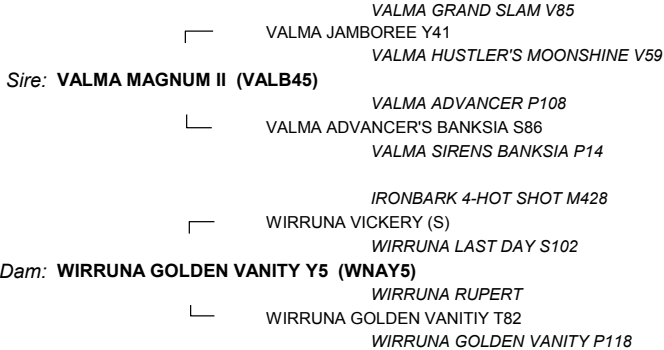 VALMA GRAND SLAM V85
VALMA JAMBOREE Y41
VALMA HUSTLER'S MOONSHINE V59
Sire: VALMA MAGNUM II (VALB45)
VALMA ADVANCER P108
VALMA ADVANCER'S BANKSIA S86
VALMA SIRENS BANKSIA P14
IRONBARK 4-HOT SHOT M428
WIRRUNA VICKERY (S)
WIRRUNA LAST DAY S102
Dam: WIRRUNA GOLDEN VANITY Y5 (WNAY5)
WIRRUNA RUPERT
WIRRUNA GOLDEN VANITIY T82
WIRRUNA GOLDEN VANITY P118